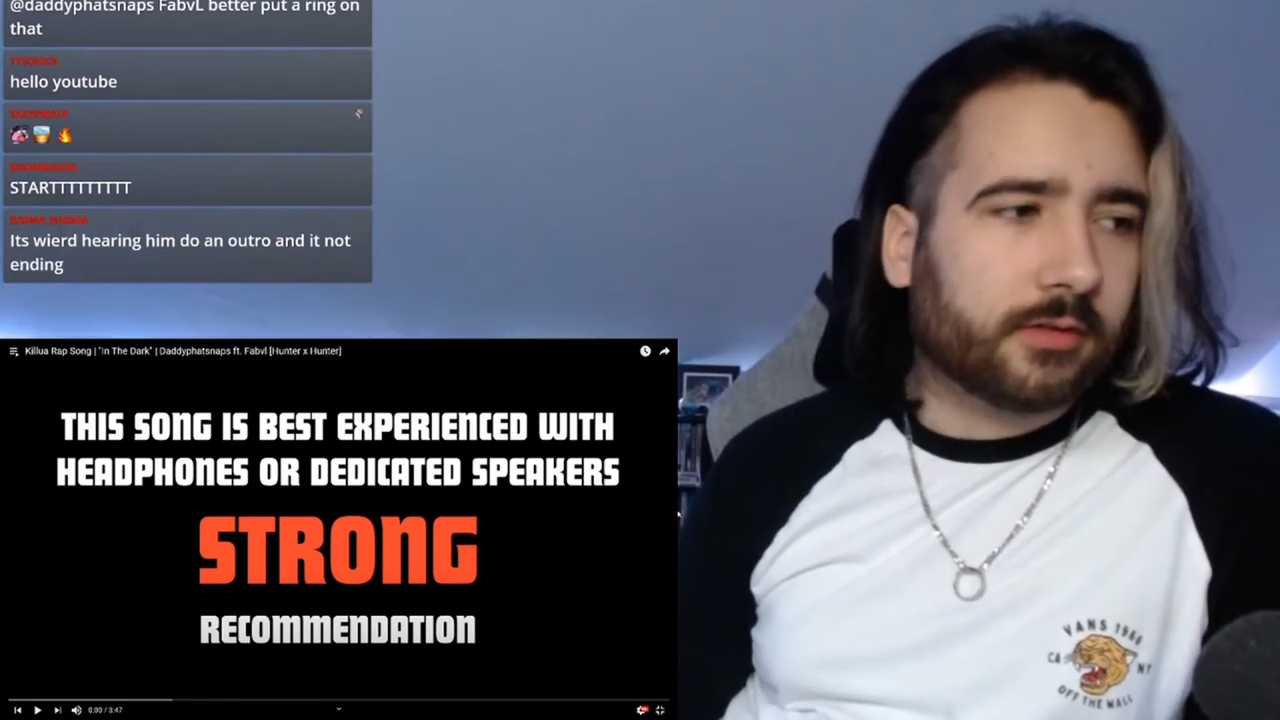 @daddyphatsnaps FabvL better put a ring on
that
hello youtube
STARTTTTTTTTT
Its wierd hearing him do an outro and it not
ending
Killua Rap Song | "In The Dark" | Daddyphatsnaps ft. Fabvl [Hunter x Hunter]
THIS SONG IS BEST EXPERIENCED WITH
HEADPHONES OR DEDICATED SPEAKERS
STRONG
RECOMMENDATION
0:00 / 3:47
VANS 1966
CA NY
OFF THE WALL